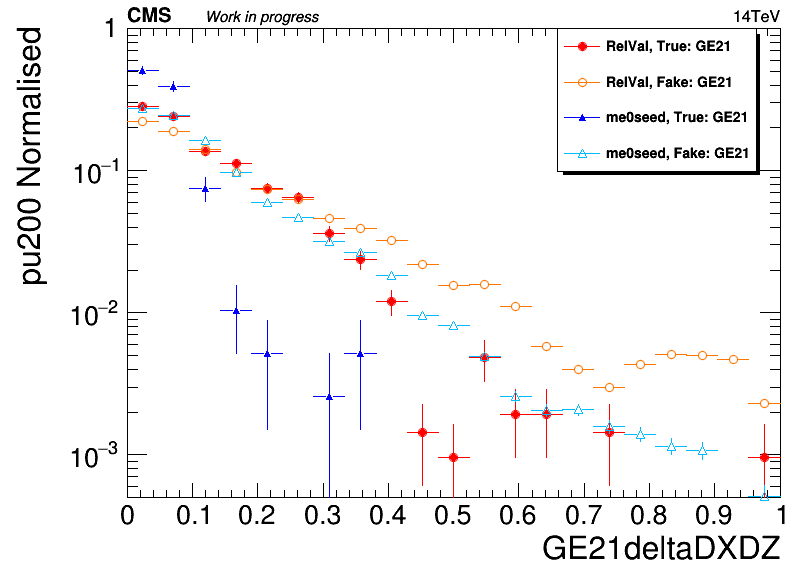 CMS Work in progress 14TeV
pu200 Normalised
1
10⁻¹
10⁻²
10⁻³
RelVal, True: GE21
RelVal, Fake: GE21
me0seed, True: GE21
me0seed, Fake: GE21
0 0.1 0.2 0.3 0.4 0.5 0.6 0.7 0.8 0.9 1
GE21deltaDXDZ